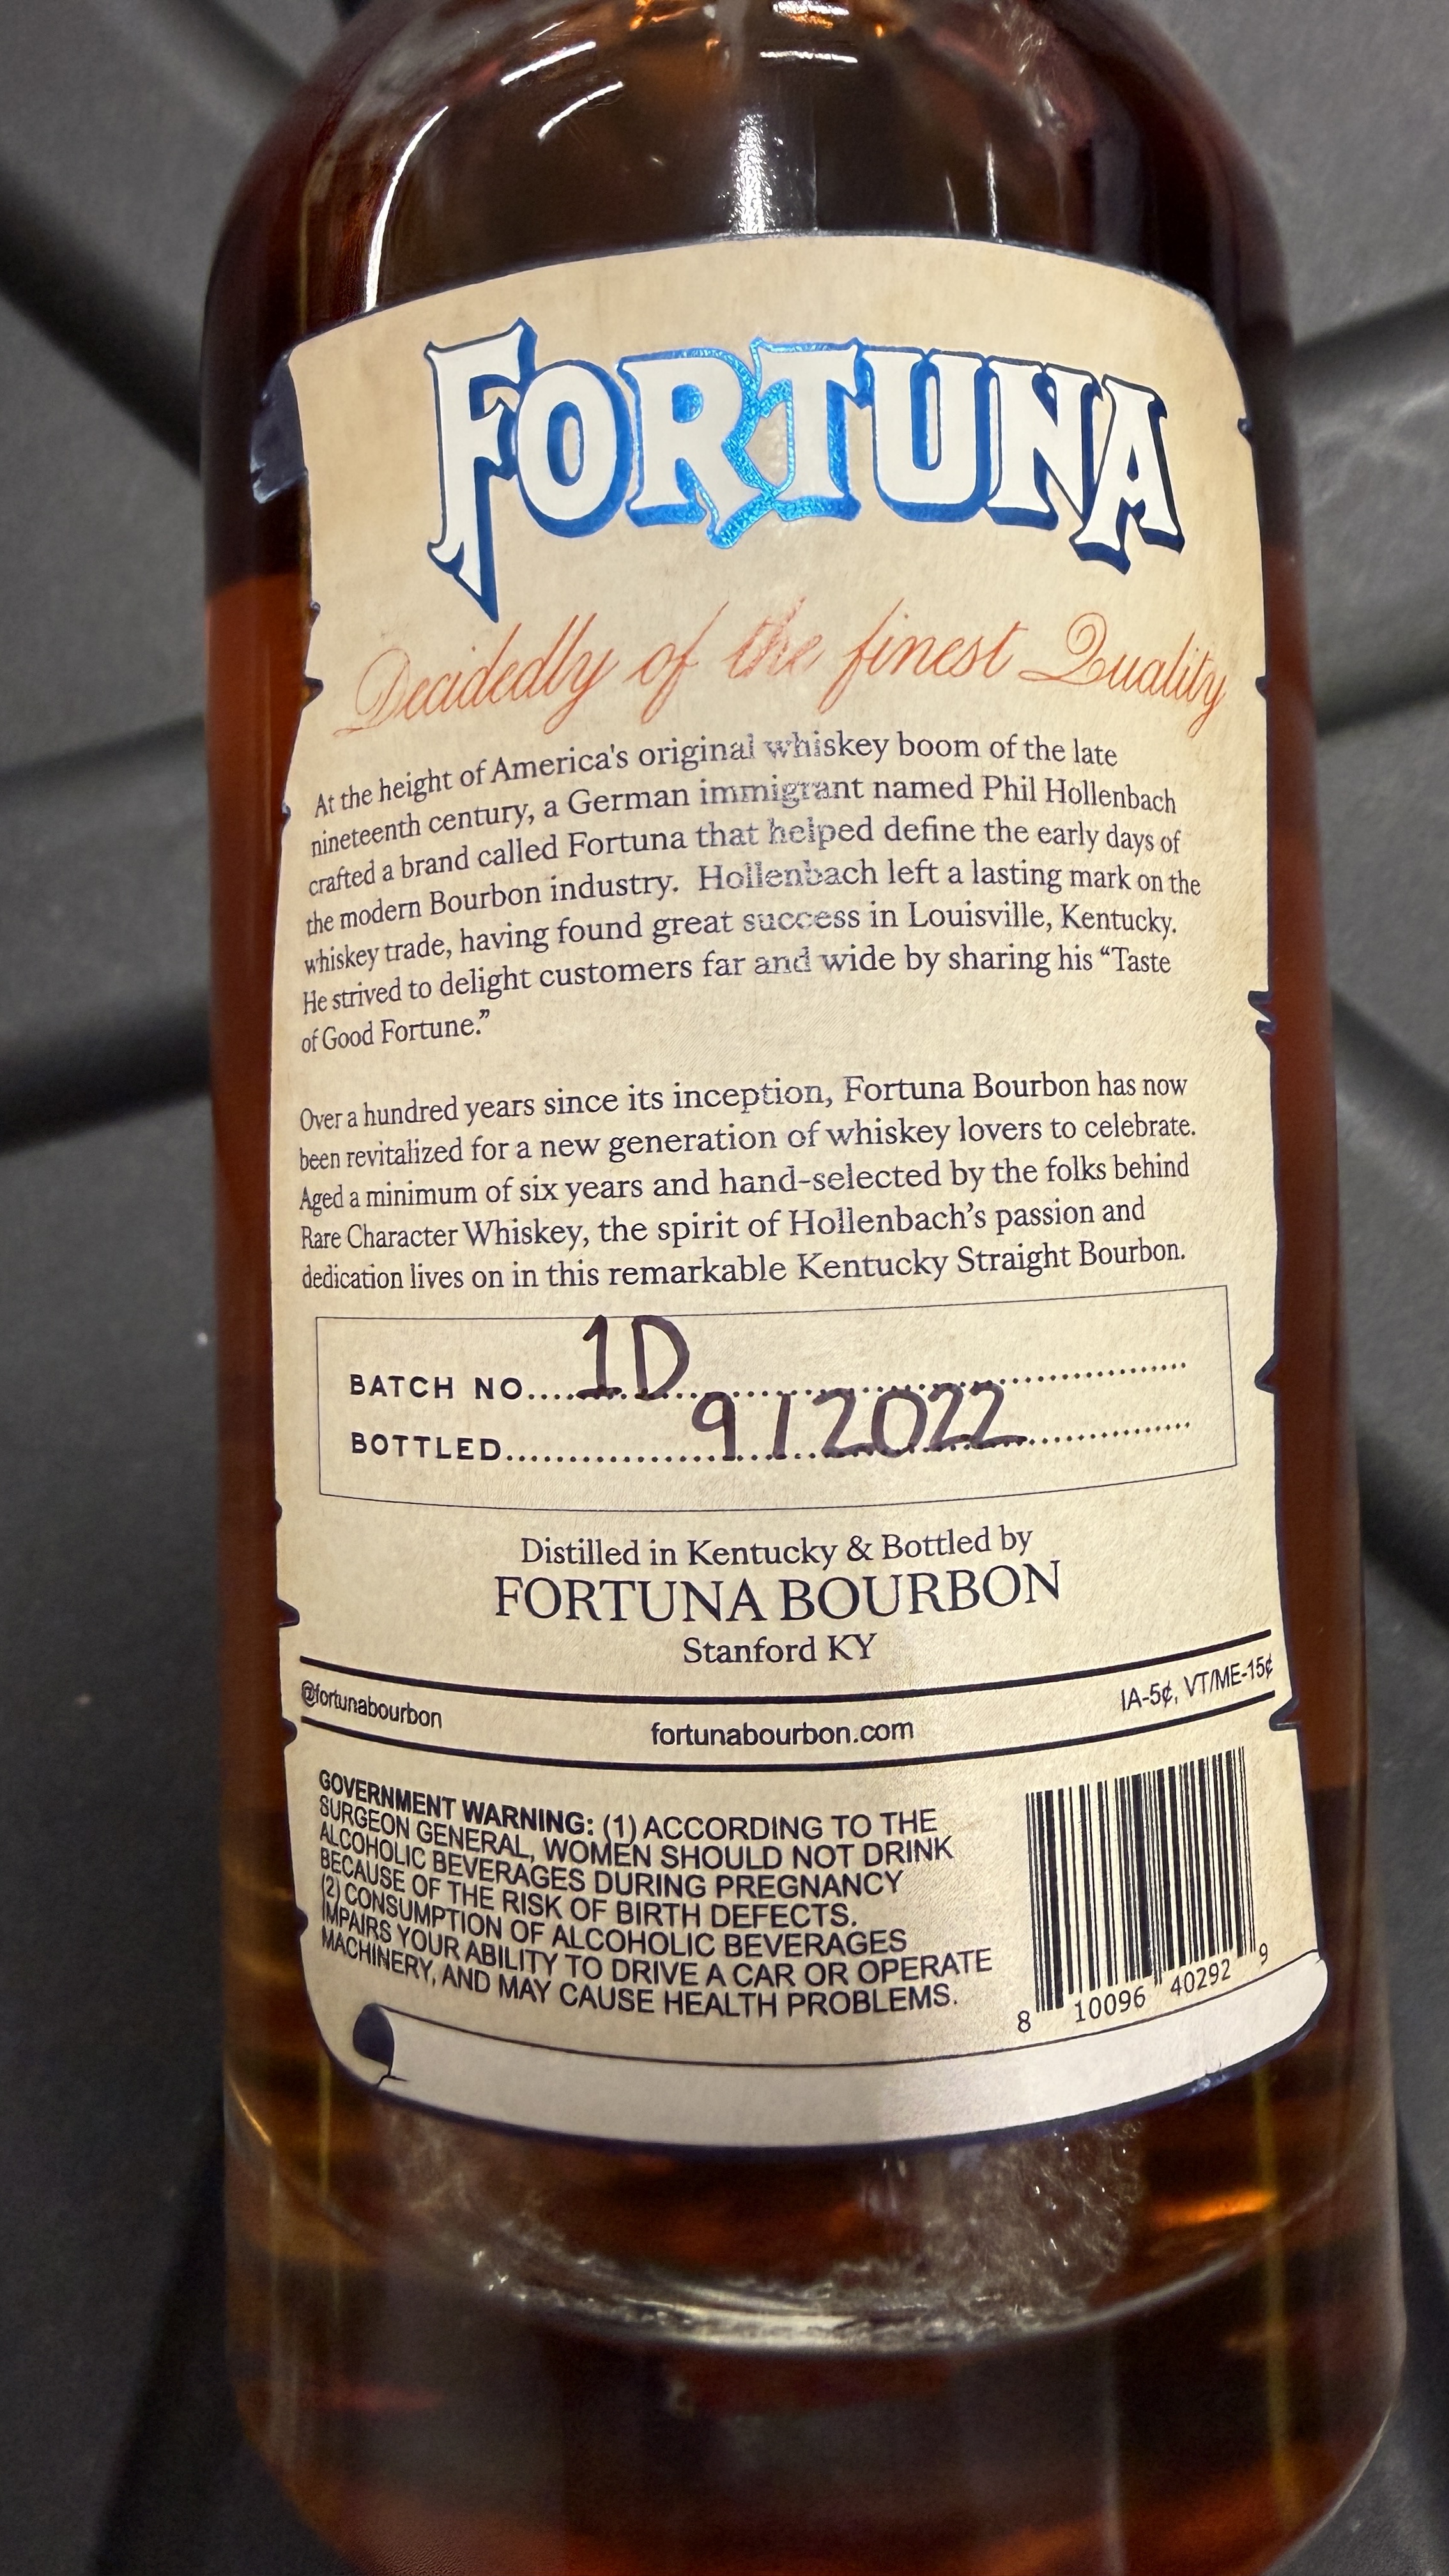 FORTUNA
Decidedly of the finest Quality
At the height of America's original whiskey boom of the late
nineteenth century, a German immigrant named Phil Hollenbach
crafted a brand called Fortuna that helped define the early days of
the modern Bourbon industry. Hollenbach left a lasting mark on the
whiskey trade, having found great success in Louisville, Kentucky.
He strived to delight customers far and wide by sharing his “Taste
of Good Fortune.”
Over a hundred years since its inception, Fortuna Bourbon has now
been revitalized for a new generation of whiskey lovers to celebrate.
Aged a minimum of six years and hand-selected by the folks behind
Rare Character Whiskey, the spirit of Hollenbach’s passion and
dedication lives on in this remarkable Kentucky Straight Bourbon.
BATCH NO....1D
BOTTLED....9/2022
Distilled in Kentucky & Bottled by
FORTUNA BOURBON
Stanford KY
@fortunabourbon
fortunabourbon.com
IA-5¢, VT/ME-15¢
GOVERNMENT WARNING: (1) ACCORDING TO THE
SURGEON GENERAL, WOMEN SHOULD NOT DRINK
ALCOHOLIC BEVERAGES DURING PREGNANCY
BECAUSE OF THE RISK OF BIRTH DEFECTS.
(2) CONSUMPTION OF ALCOHOLIC BEVERAGES
IMPAIRS YOUR ABILITY TO DRIVE A CAR OR OPERATE
MACHINERY, AND MAY CAUSE HEALTH PROBLEMS.
8 10096 40292 9